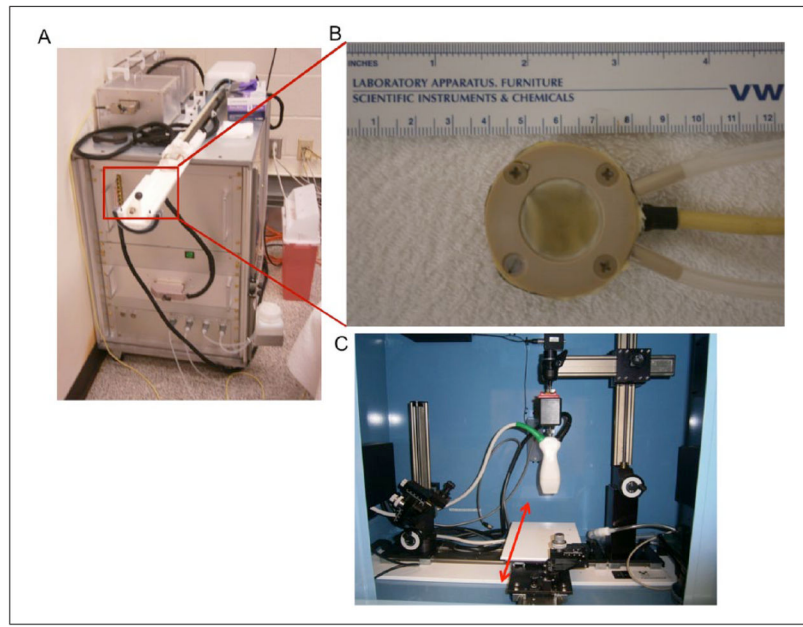 A
B
INCHES 1 2 3 4
LABORATORY APPARATUS. FURNITURE
SCIENTIFIC INSTRUMENTS & CHEMICALS
VW
1 2 3 4 5 6 7 8 9 10 11 12
C